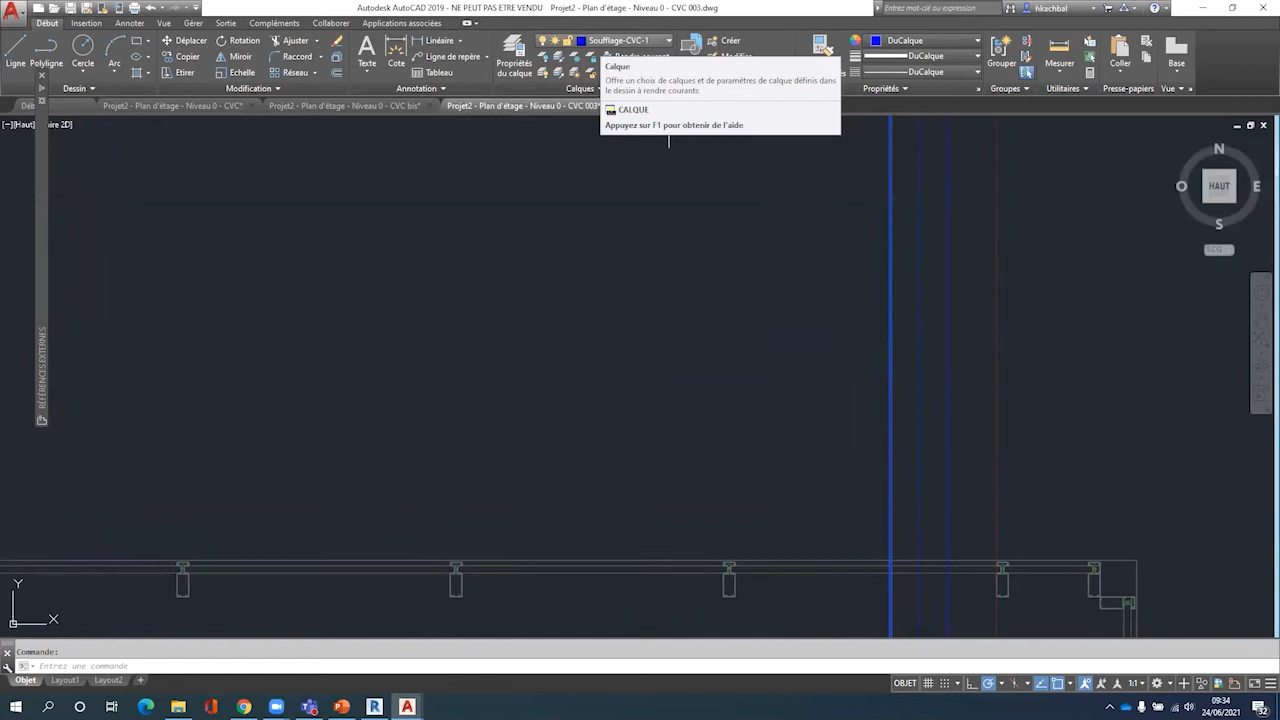 Autodesk AutoCAD 2019 - NE PEUT PAS ETRE VENDU Projet2 - Plan d'étage - Niveau 0 - CVC 003.dwg
Entrez mot-clé ou expression
hkachbal
Début Insertion Annoter Vue Gérer Sortie Compléments Collaborer Applications associées
Ligne Polyligne Cercle Arc
Déplacer Rotation Ajuster
Copier Miroir Raccord
Etirer Echelle Réseau
Texte Cotation
Ligne de repère
Tableau
Propriétés du calque
Soufflage-CVC-1
Créer
DuCalque
DuCalque
DuCalque
Grouper Mesurer Coller Base
Dessin Modification Annotation
Groupes Utilitaires Presse-papiers Vue
Projet2 - Plan d'étage - Niveau 0 - CVC*
Projet2 - Plan d'étage - Niveau 0 - CVC bis*
Projet2 - Plan d'étage - Niveau 0 - CVC 003*
Calque
Offre un choix de calques et de paramètres de calque définis dans
le dessin à rendre courants
CALQUE
Appuyez sur F1 pour obtenir de l'aide
N
O HAUT E
S
SCG
RÉFÉRENCES EXTERNES
Y
X
Commande:
Entrez une commande
Objet Layout1 Layout2
OBJET
1:1
09:34
24/06/2021